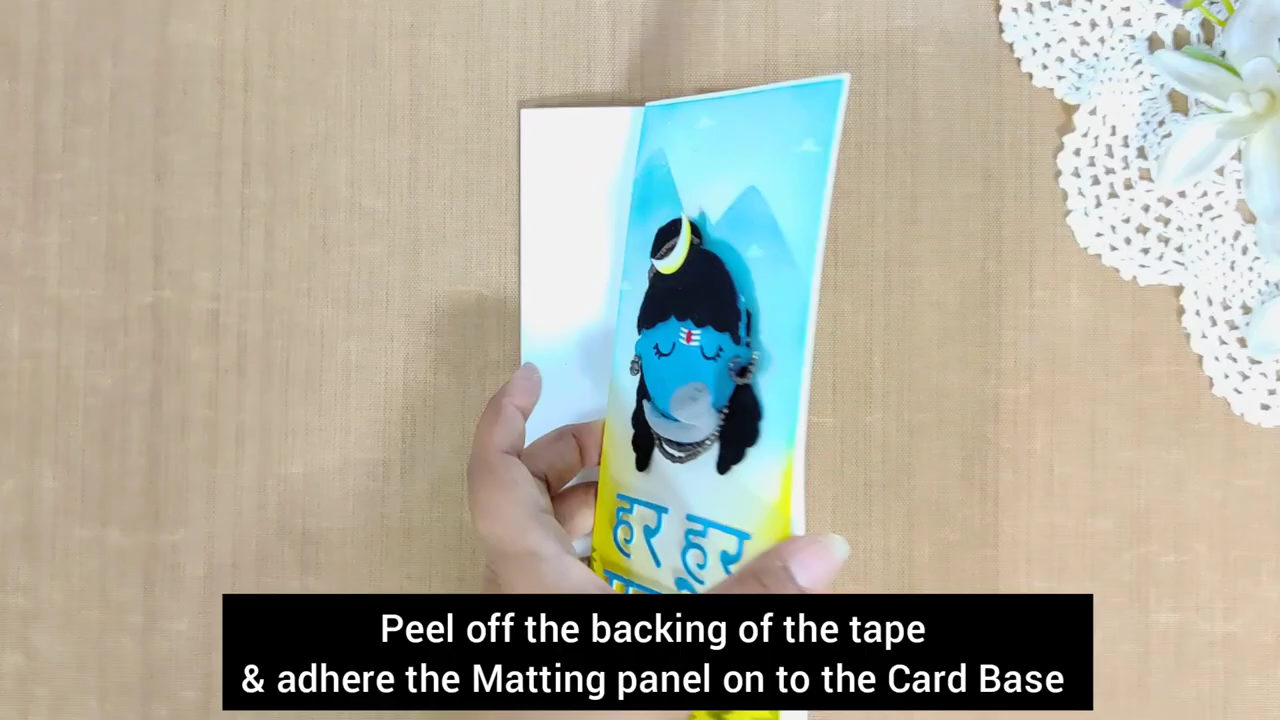 हर हर
Peel off the backing of the tape
& adhere the Matting panel on to the Card Base